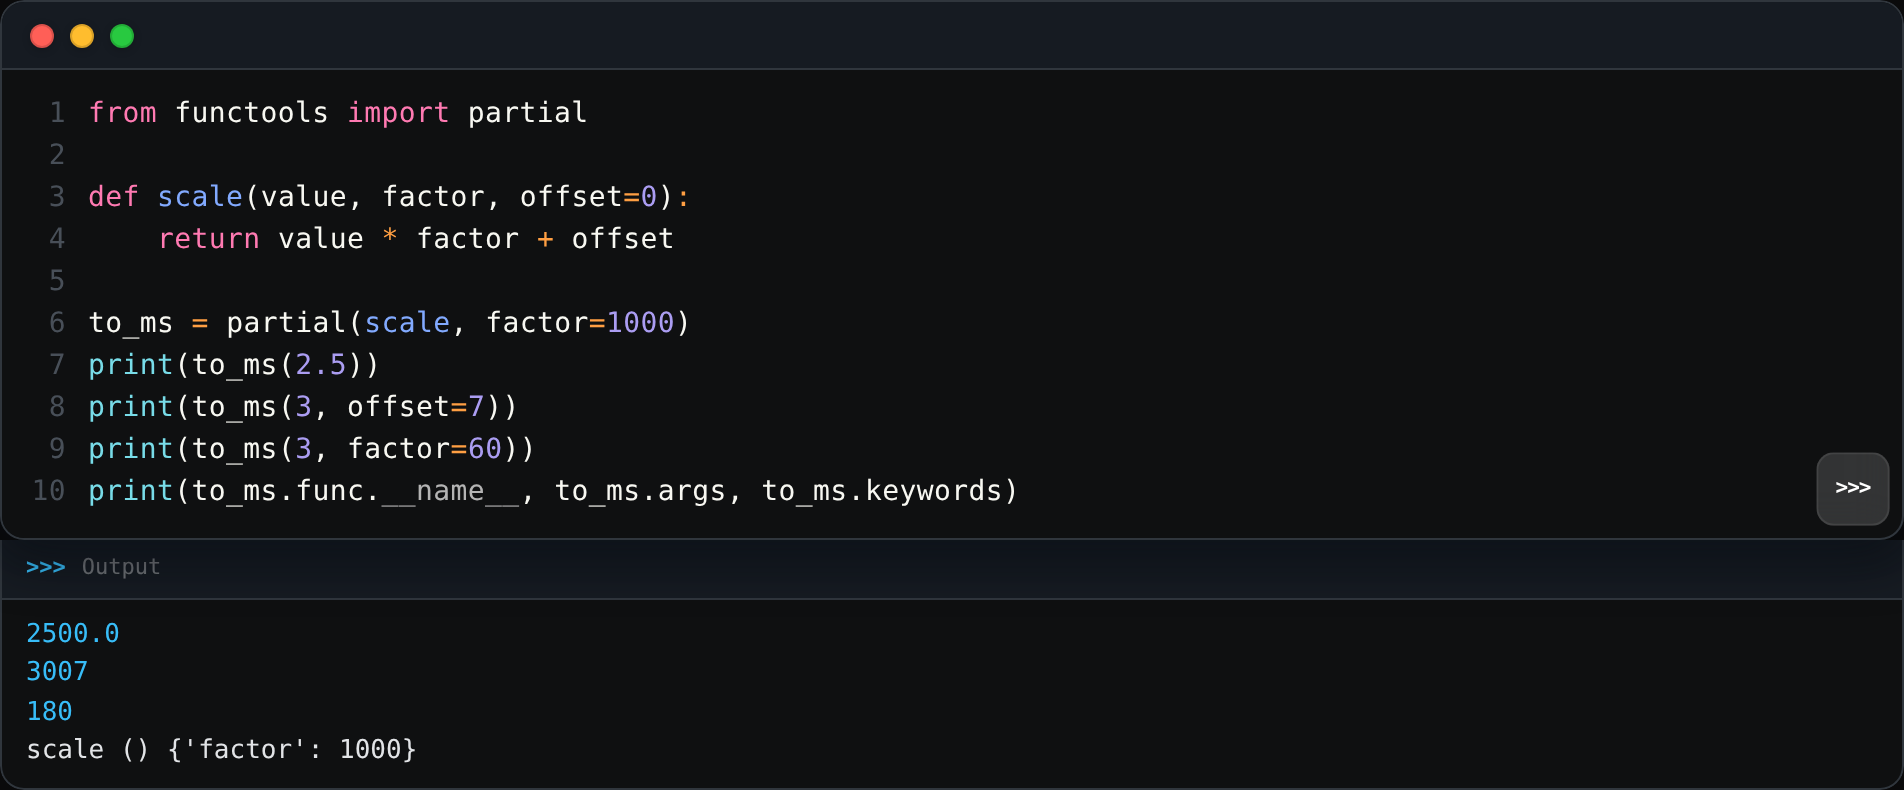 1 from functools import partial
2
3 def scale(value, factor, offset=0):
4     return value * factor + offset
5
6 to_ms = partial(scale, factor=1000)
7 print(to_ms(2.5))
8 print(to_ms(3, offset=7))
9 print(to_ms(3, factor=60))
10 print(to_ms.func.__name__, to_ms.args, to_ms.keywords)
>>>
>>> Output
2500.0
3007
180
scale () {'factor': 1000}